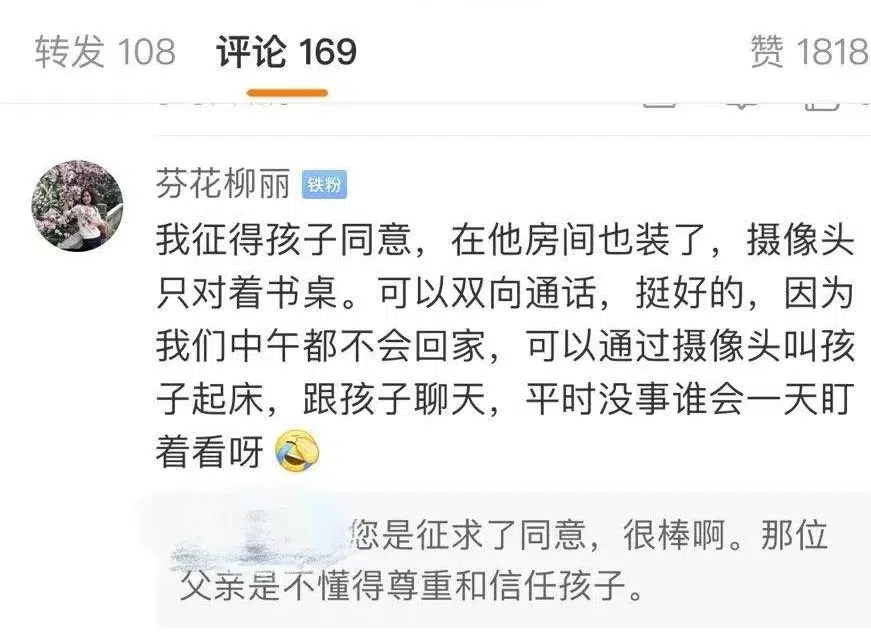 转发 108 评论 169 赞 1818
芬花柳丽 铁粉
我征得孩子同意，在他房间也装了，摄像头
只对着书桌。可以双向通话，挺好的，因为
我们中午都不会回家，可以通过摄像头叫孩
子起床，跟孩子聊天，平时没事谁会一天盯
着看呀
您是征求了同意，很棒啊。那位
父亲是不懂得尊重和信任孩子。